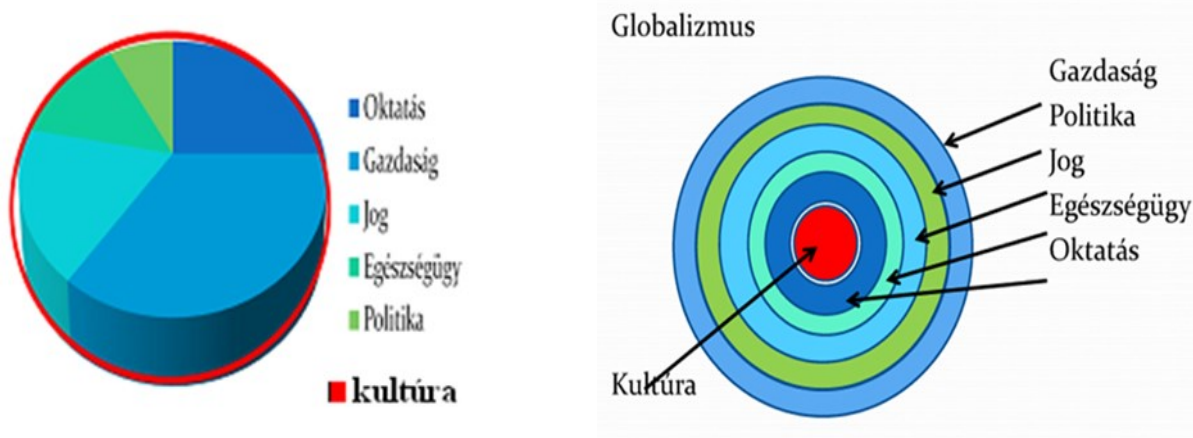 Oktatás
Gazdaság
Jog
Egészségügy
Politika
kultúra
Globalizmus
Gazdaság
Politika
Jog
Egészségügy
Oktatás
Kultúra